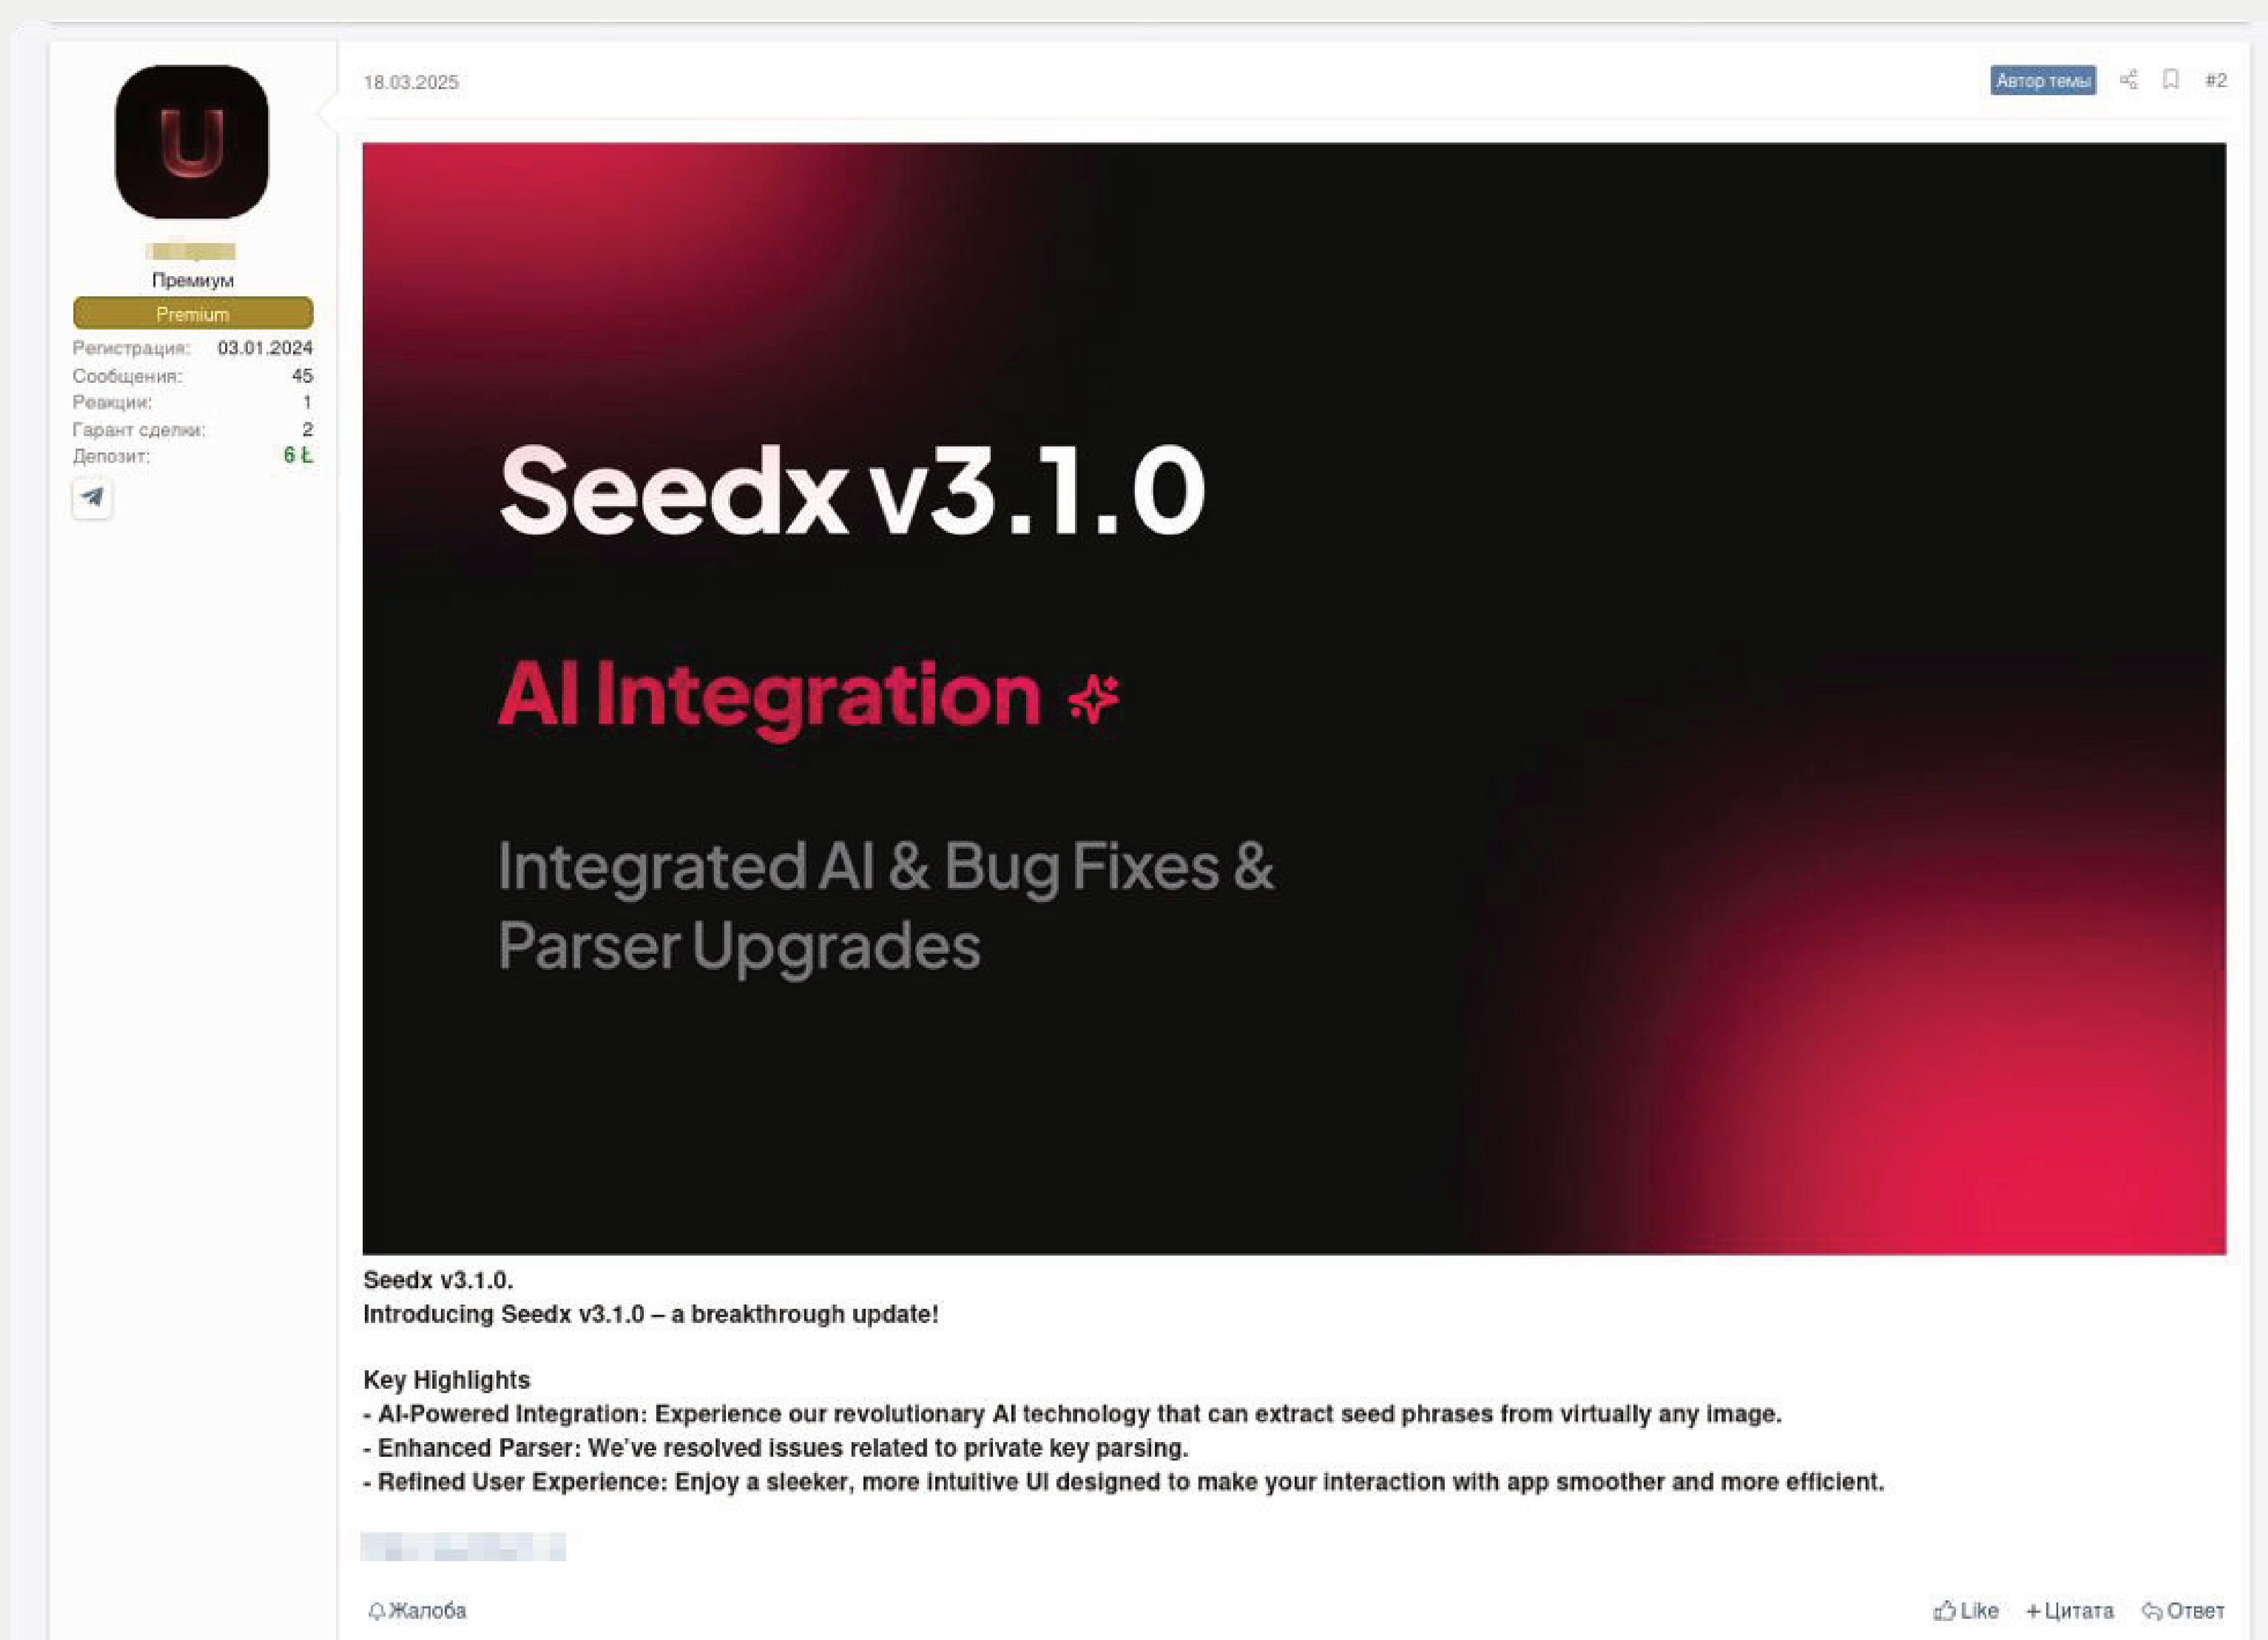 18.03.2025
Автор темы
#2
U
Премиум
Premium
Регистрация: 03.01.2024
Сообщения: 45
Реакции: 1
Гарант сделки: 2
Депозит: 6 Ł
Seedx v3.1.0
AI Integration
Integrated AI & Bug Fixes &
Parser Upgrades
Seedx v3.1.0.
Introducing Seedx v3.1.0 – a breakthrough update!
Key Highlights
- AI-Powered Integration: Experience our revolutionary AI technology that can extract seed phrases from virtually any image.
- Enhanced Parser: We've resolved issues related to private key parsing.
- Refined User Experience: Enjoy a sleeker, more intuitive UI designed to make your interaction with app smoother and more efficient.
Жалоба
Like +Цитата Ответ